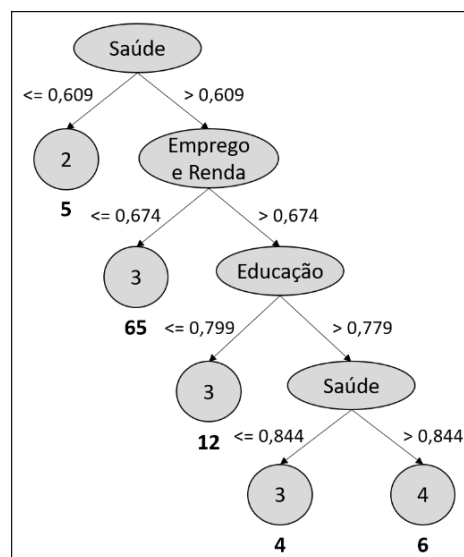 Saúde
<= 0,609 > 0,609
2
Emprego
e Renda
5
<= 0,674 > 0,674
3
Educação
65
<= 0,799 > 0,779
3
Saúde
12
<= 0,844 > 0,844
3 4
4 6